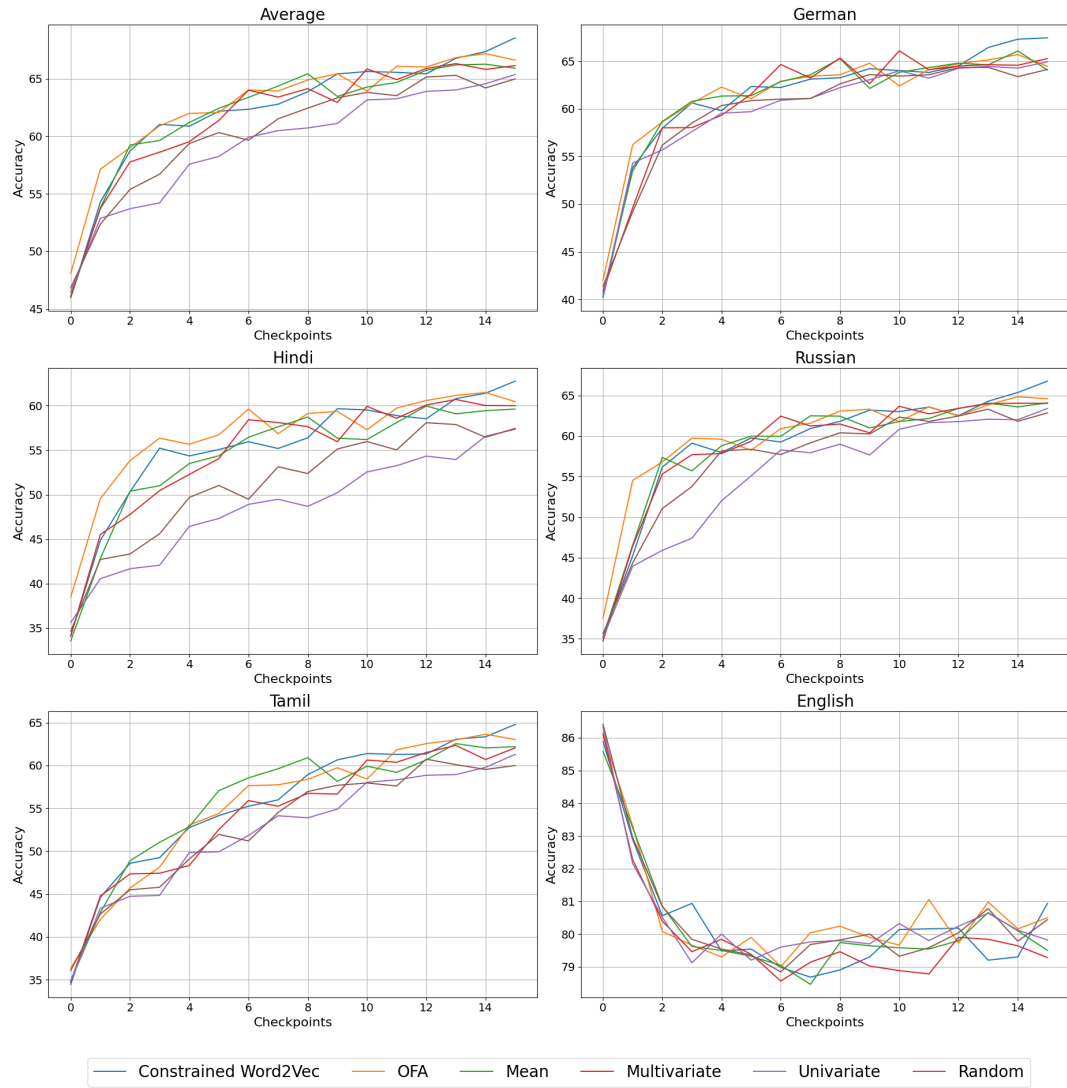 Average
German
Accuracy
65
60
55
50
45
0 2 4 6 8 10 12 14
Checkpoints
Accuracy
65
60
55
50
45
40
0 2 4 6 8 10 12 14
Checkpoints
Hindi
Russian
Accuracy
60
55
50
45
40
35
0 2 4 6 8 10 12 14
Checkpoints
Accuracy
65
60
55
50
45
40
35
0 2 4 6 8 10 12 14
Checkpoints
Tamil
English
Accuracy
65
60
55
50
45
40
35
0 2 4 6 8 10 12 14
Checkpoints
Accuracy
86
85
84
83
82
81
80
79
0 2 4 6 8 10 12 14
Checkpoints
Constrained Word2Vec OFA Mean Multivariate Univariate Random